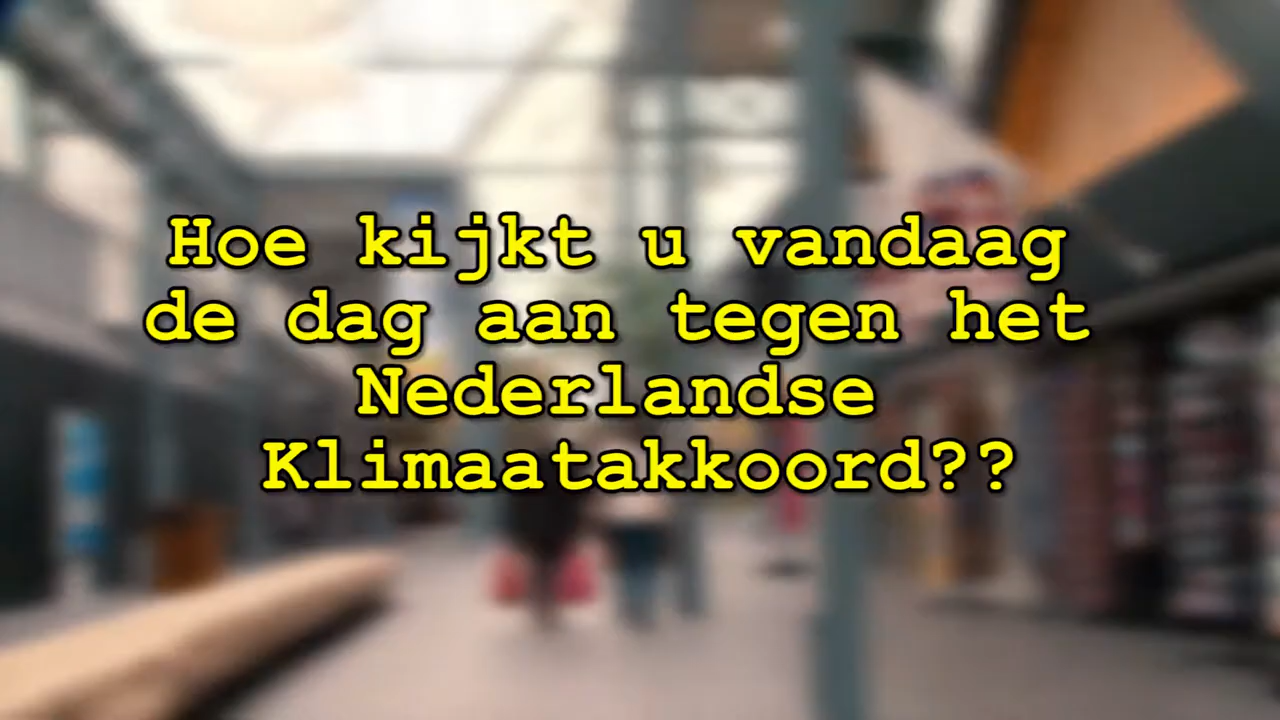 Hoe kijkt u vandaag
de dag aan tegen het
Nederlandse
Klimaatakkoord??